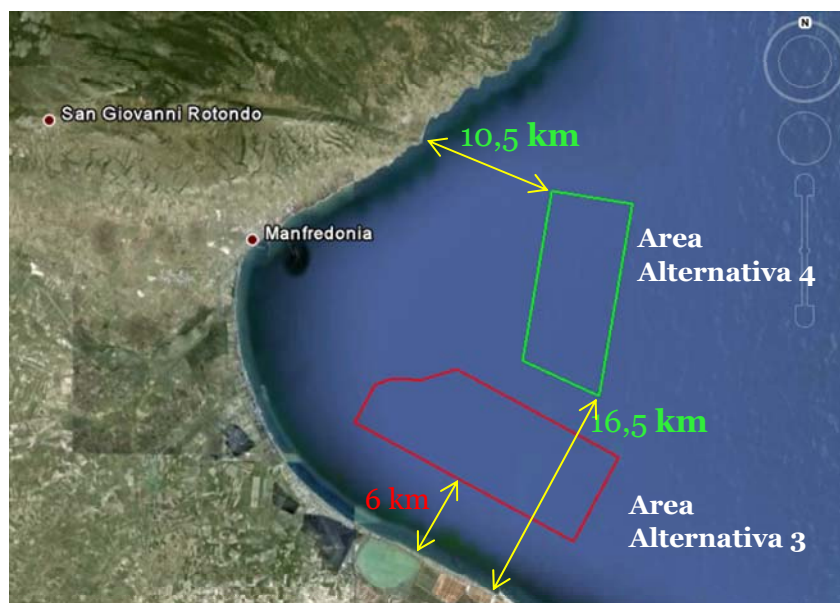 N
San Giovanni Rotondo
10,5 km
Manfredonia
Area
Alternativa 4
16,5 km
6 km
Area
Alternativa 3